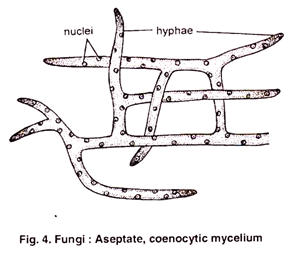 nuclei
hyphae
Fig. 4. Fungi : Aseptate, coenocytic mycelium